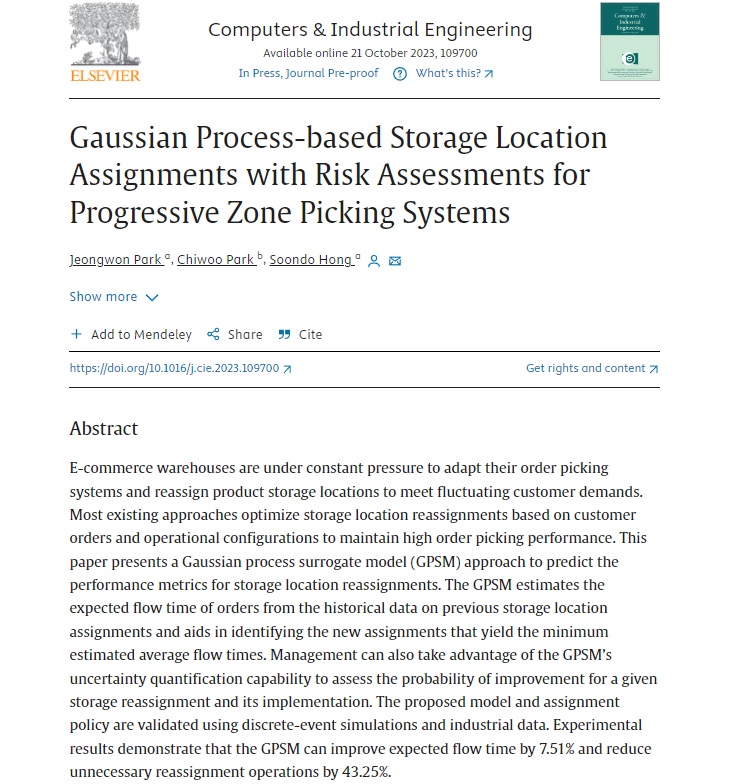 ELSEVIER
Computers & Industrial Engineering
Available online 21 October 2023, 109700
In Press, Journal Pre-proof ? What's this?
Computers &
Industrial
Engineering
Gaussian Process-based Storage Location
Assignments with Risk Assessments for
Progressive Zone Picking Systems
Jeongwon Park a, Chiwoo Park b, Soondo Hong a
Show more
+ Add to Mendeley Share Cite
https://doi.org/10.1016/j.cie.2023.109700 Get rights and content
Abstract
E-commerce warehouses are under constant pressure to adapt their order picking
systems and reassign product storage locations to meet fluctuating customer demands.
Most existing approaches optimize storage location reassignments based on customer
orders and operational configurations to maintain high order picking performance. This
paper presents a Gaussian process surrogate model (GPSM) approach to predict the
performance metrics for storage location reassignments. The GPSM estimates the
expected flow time of orders from the historical data on previous storage location
assignments and aids in identifying the new assignments that yield the minimum
estimated average flow times. Management can also take advantage of the GPSM's
uncertainty quantification capability to assess the probability of improvement for a given
storage reassignment and its implementation. The proposed model and assignment
policy are validated using discrete-event simulations and industrial data. Experimental
results demonstrate that the GPSM can improve expected flow time by 7.51% and reduce
unnecessary reassignment operations by 43.25%.